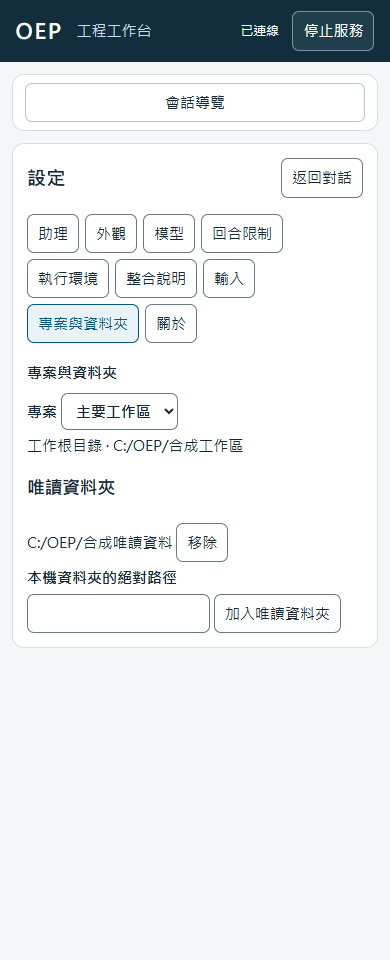 OEP 工程工作台 已連線 停止服務
會話導覽
設定 返回對話
助理 外觀 模型 回合限制
執行環境 整合說明 輸入
專案與資料夾 關於
專案與資料夾
專案 主要工作區
工作根目錄 · C:/OEP/合成工作區
唯讀資料夾
C:/OEP/合成唯讀資料 移除
本機資料夾的絕對路徑
加入唯讀資料夾